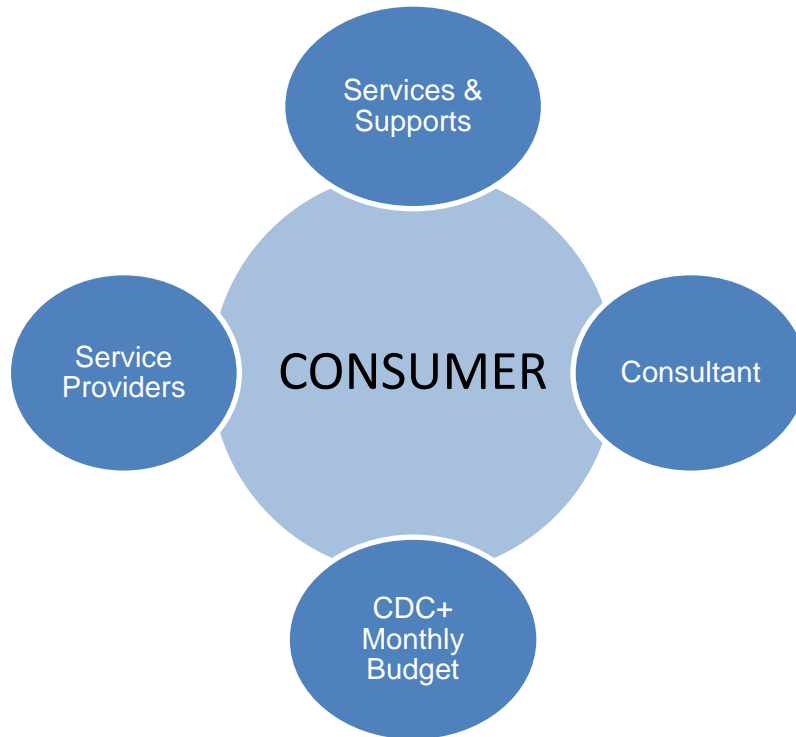 Services &
Supports
Service
Providers
CONSUMER
Consultant
CDC+
Monthly
Budget